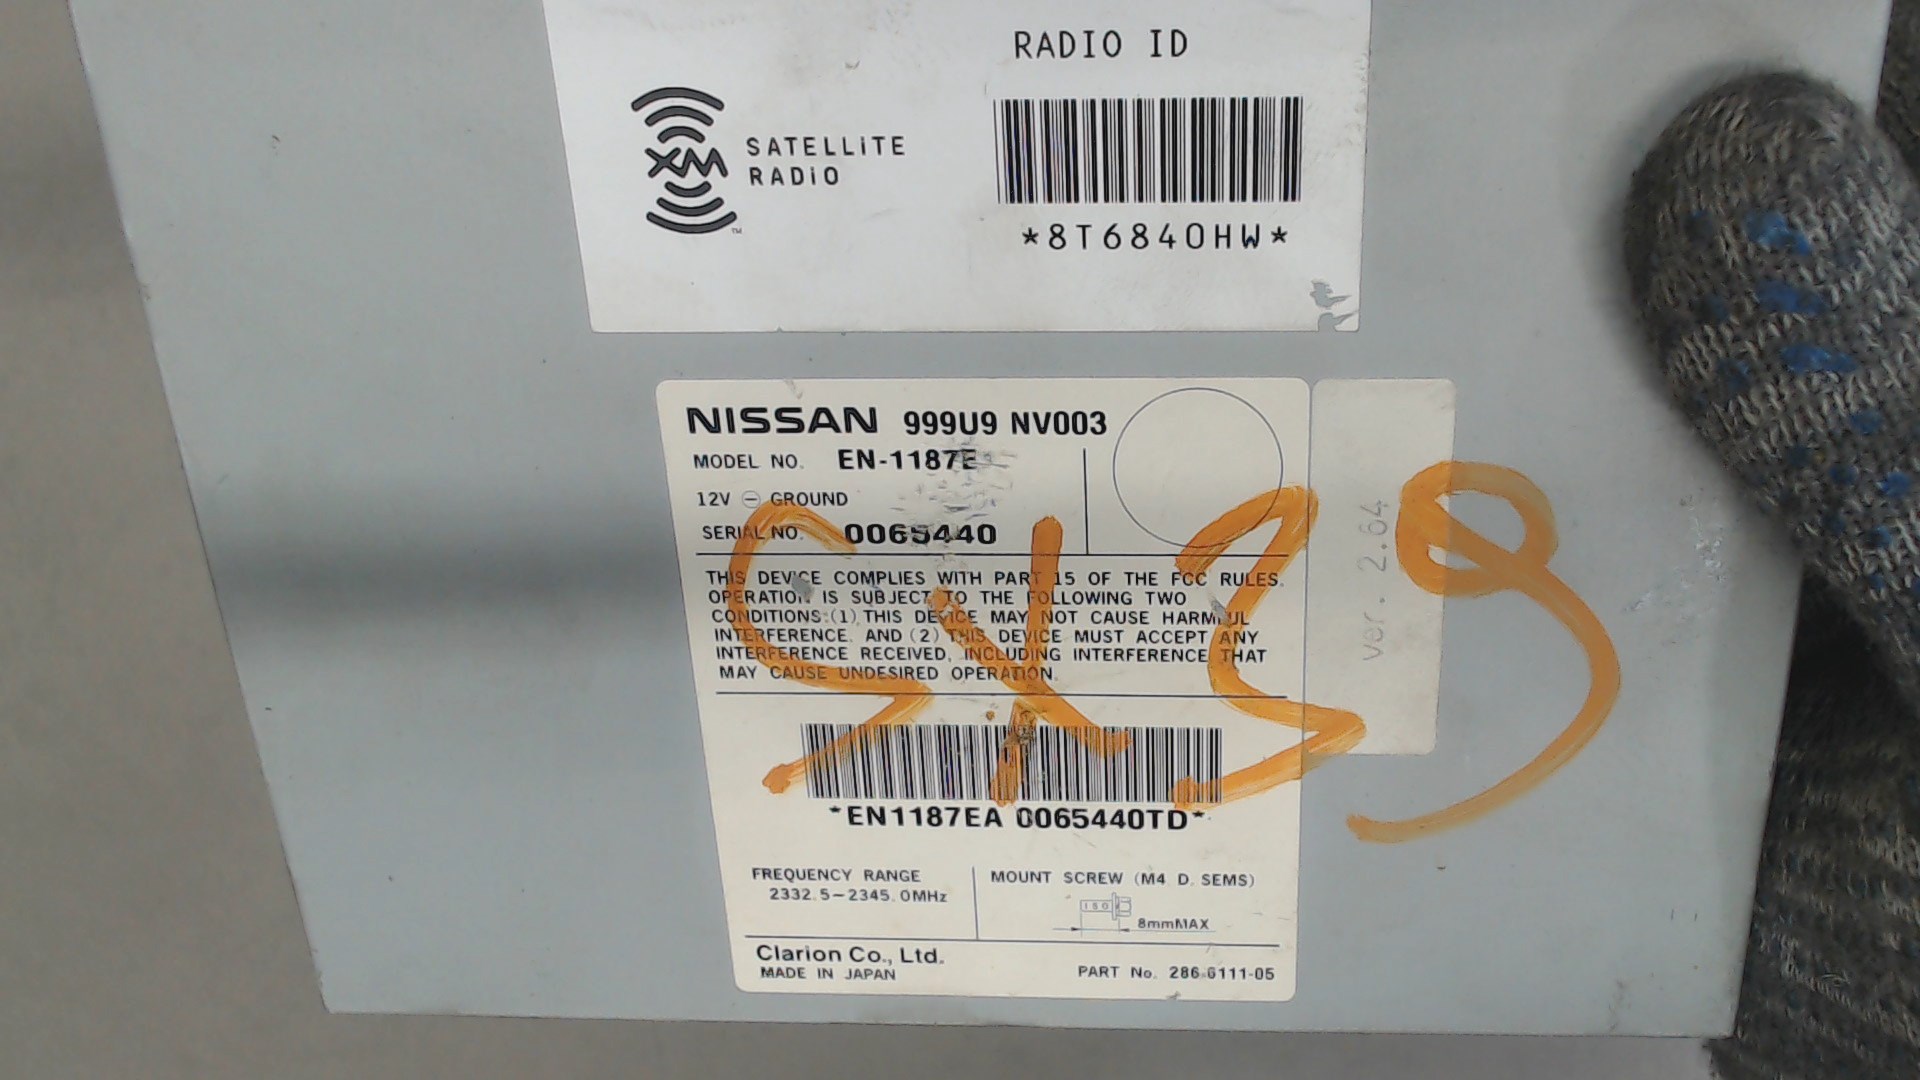 RADIO ID
XM SATELLiTE
RADiO
™
*8T6840HW*
NISSAN 999U9 NV003
MODEL NO. EN-1187E
12V ⊖ GROUND
SERIAL NO. 0065440
THIS DEVICE COMPLIES WITH PART 15 OF THE FCC RULES.
OPERATION IS SUBJECT TO THE FOLLOWING TWO
CONDITIONS:(1) THIS DEVICE MAY NOT CAUSE HARMFUL
INTERFERENCE. AND (2) THIS DEVICE MUST ACCEPT ANY
INTERFERENCE RECEIVED, INCLUDING INTERFERENCE THAT
MAY CAUSE UNDESIRED OPERATION.
ver. 2.64
*EN1187EA 0065440TD*
FREQUENCY RANGE
2332.5-2345.0MHz
MOUNT SCREW (M4 D. SEMS)
ISO
8mmMAX
Clarion Co., Ltd.
MADE IN JAPAN
PART No. 286-6111-05